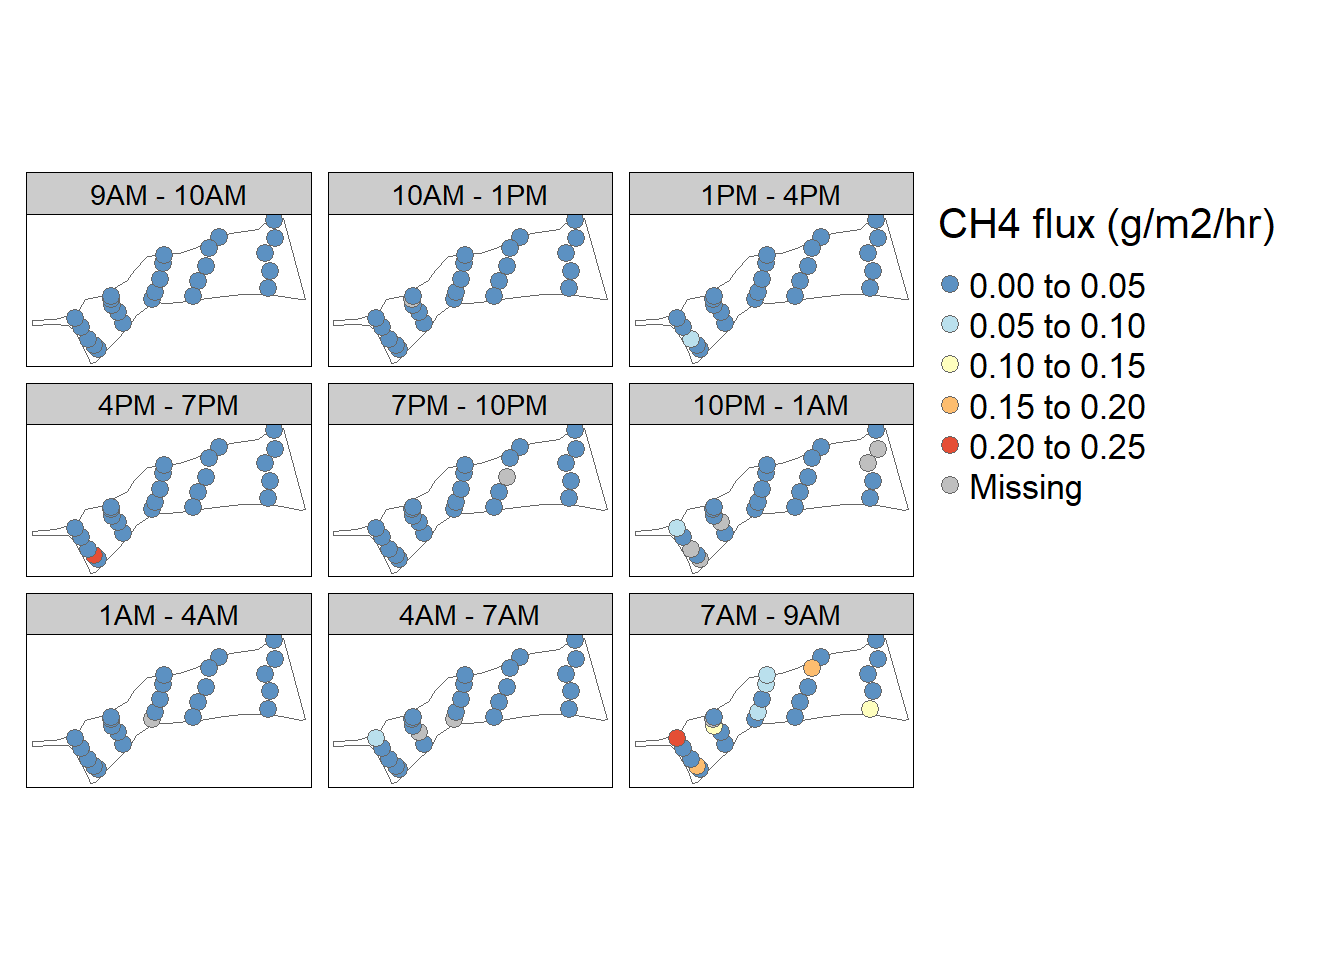 9AM - 10AM
10AM - 1PM
1PM - 4PM
4PM - 7PM
7PM - 10PM
10PM - 1AM
1AM - 4AM
4AM - 7AM
7AM - 9AM
CH4 flux (g/m2/hr)
0.00 to 0.05
0.05 to 0.10
0.10 to 0.15
0.15 to 0.20
0.20 to 0.25
Missing